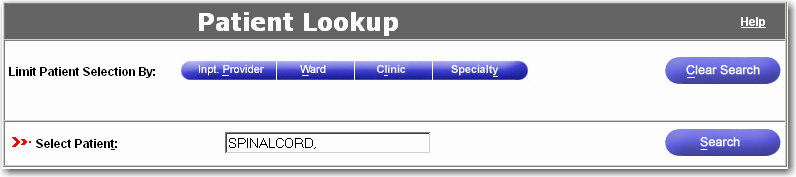 Patient Lookup
Help
Limit Patient Selection By: Inpt. Provider Ward Clinic Specialty Clear Search
Select Patient: SPINALCORD, Search